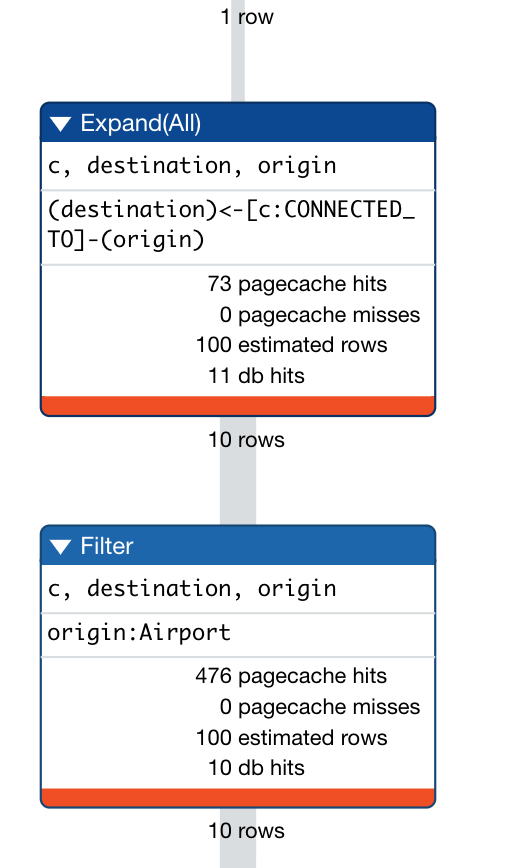 1 row
Expand(All)
c, destination, origin
(destination)<-[c:CONNECTED_
TO]-(origin)
73 pagecache hits
0 pagecache misses
100 estimated rows
11 db hits
10 rows
Filter
c, destination, origin
origin:Airport
476 pagecache hits
0 pagecache misses
100 estimated rows
10 db hits
10 rows